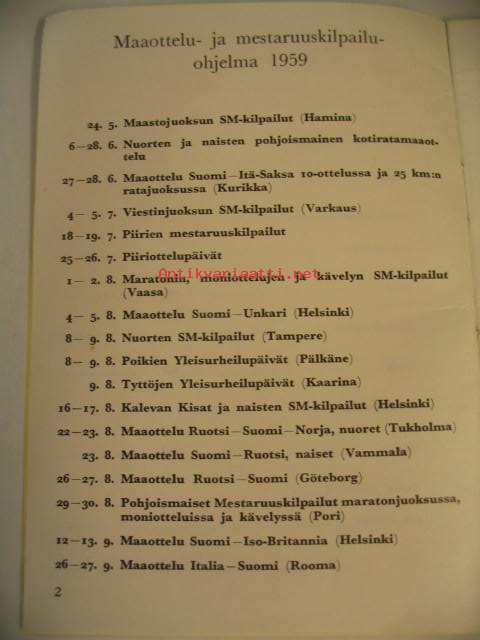 Maaottelu- ja mestaruuskilpailu-
ohjelma 1959
24. 5. Maastojuoksun SM-kilpailut (Hamina)
6—28. 6. Nuorten ja naisten pohjoismainen kotiratamaaot-
telu
27—28. 6. Maaottelu Suomi—Itä-Saksa 10-ottelussa ja 25 km:n
ratajuoksussa (Kurikka)
4— 5. 7. Viestinjuoksun SM-kilpailut (Varkaus)
18—19. 7. Piirien mestaruuskilpailut
25—26. 7. Piiriottelupäivät
1— 2. 8. Maratonin, moniottelujen ja kävelyn SM-kilpailut
(Vaasa)
Antikvariaatti.net
4— 5. 8. Maaottelu Suomi—Unkari (Helsinki)
8— 9. 8. Nuorten SM-kilpailut (Tampere)
8— 9. 8. Poikien Yleisurheilupäivät (Pälkäne)
9. 8. Tyttöjen Yleisurheilupäivät (Kaarina)
16—17. 8. Kalevan Kisat ja naisten SM-kilpailut (Helsinki)
22—23. 8. Maaottelu Ruotsi—Suomi—Norja, nuoret (Tukholma)
23. 8. Maaottelu Suomi—Ruotsi, naiset (Vammala)
26—27. 8. Maaottelu Ruotsi—Suomi (Göteborg)
29—30. 8. Pohjoismaiset Mestaruuskilpailut maratonjuoksussa,
moniotteluissa ja kävelyssä (Pori)
12—13. 9. Maaottelu Suomi—Iso-Britannia (Helsinki)
26—27. 9. Maaottelu Italia—Suomi (Rooma)
2